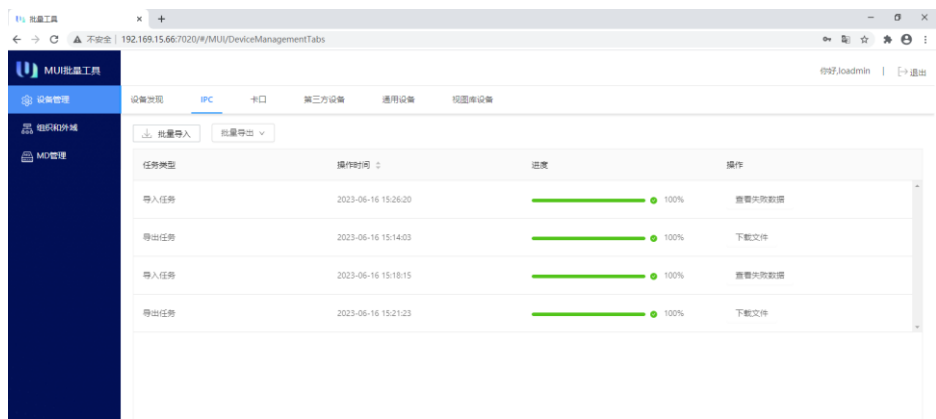 批量工具
不安全 192.169.15.66:7020/#/MUI/DeviceManagementTabs
MUI批量工具
你好,loadmin
退出
设备管理
设备发现 IPC 卡口 第三方设备 通用设备 视图库设备
组织和外域
批量导入 批量导出
MD管理
任务类型 操作时间 进度 操作
导入任务 2023-06-16 15:26:20 100% 查看失败数据
导出任务 2023-06-16 15:14:03 100% 下载文件
导入任务 2023-06-16 15:18:15 100% 查看失败数据
导出任务 2023-06-16 15:21:23 100% 下载文件